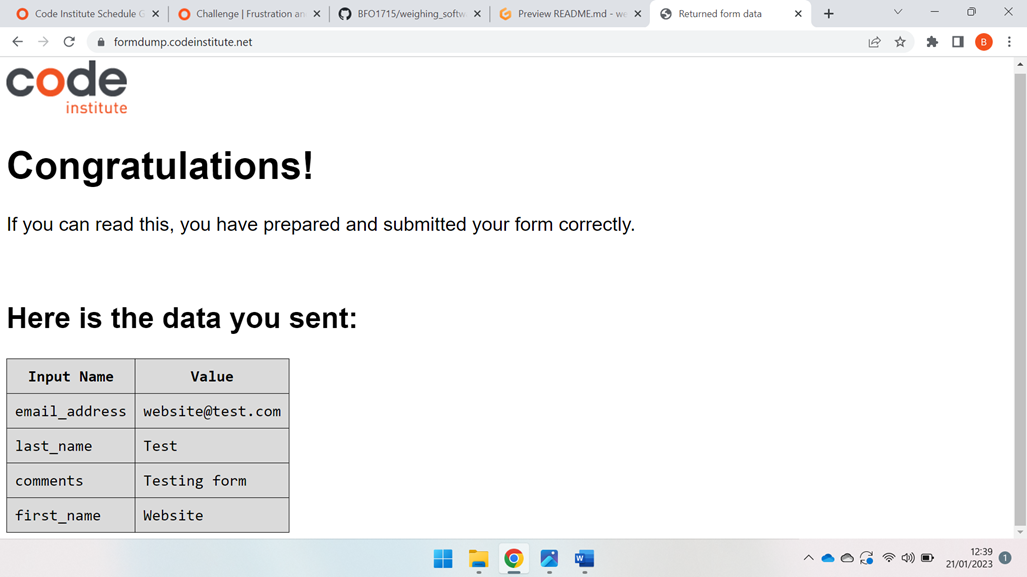 Code Institute Schedule G
Challenge | Frustration an
BFO1715/weighing_softw
Preview README.md - we
Returned form data
formdump.codeinstitute.net
B
code
institute
Congratulations!
If you can read this, you have prepared and submitted your form correctly.
Here is the data you sent:
Input Name Value
email_address website@test.com
last_name Test
comments Testing form
first_name Website
W
12:39
21/01/2023
1